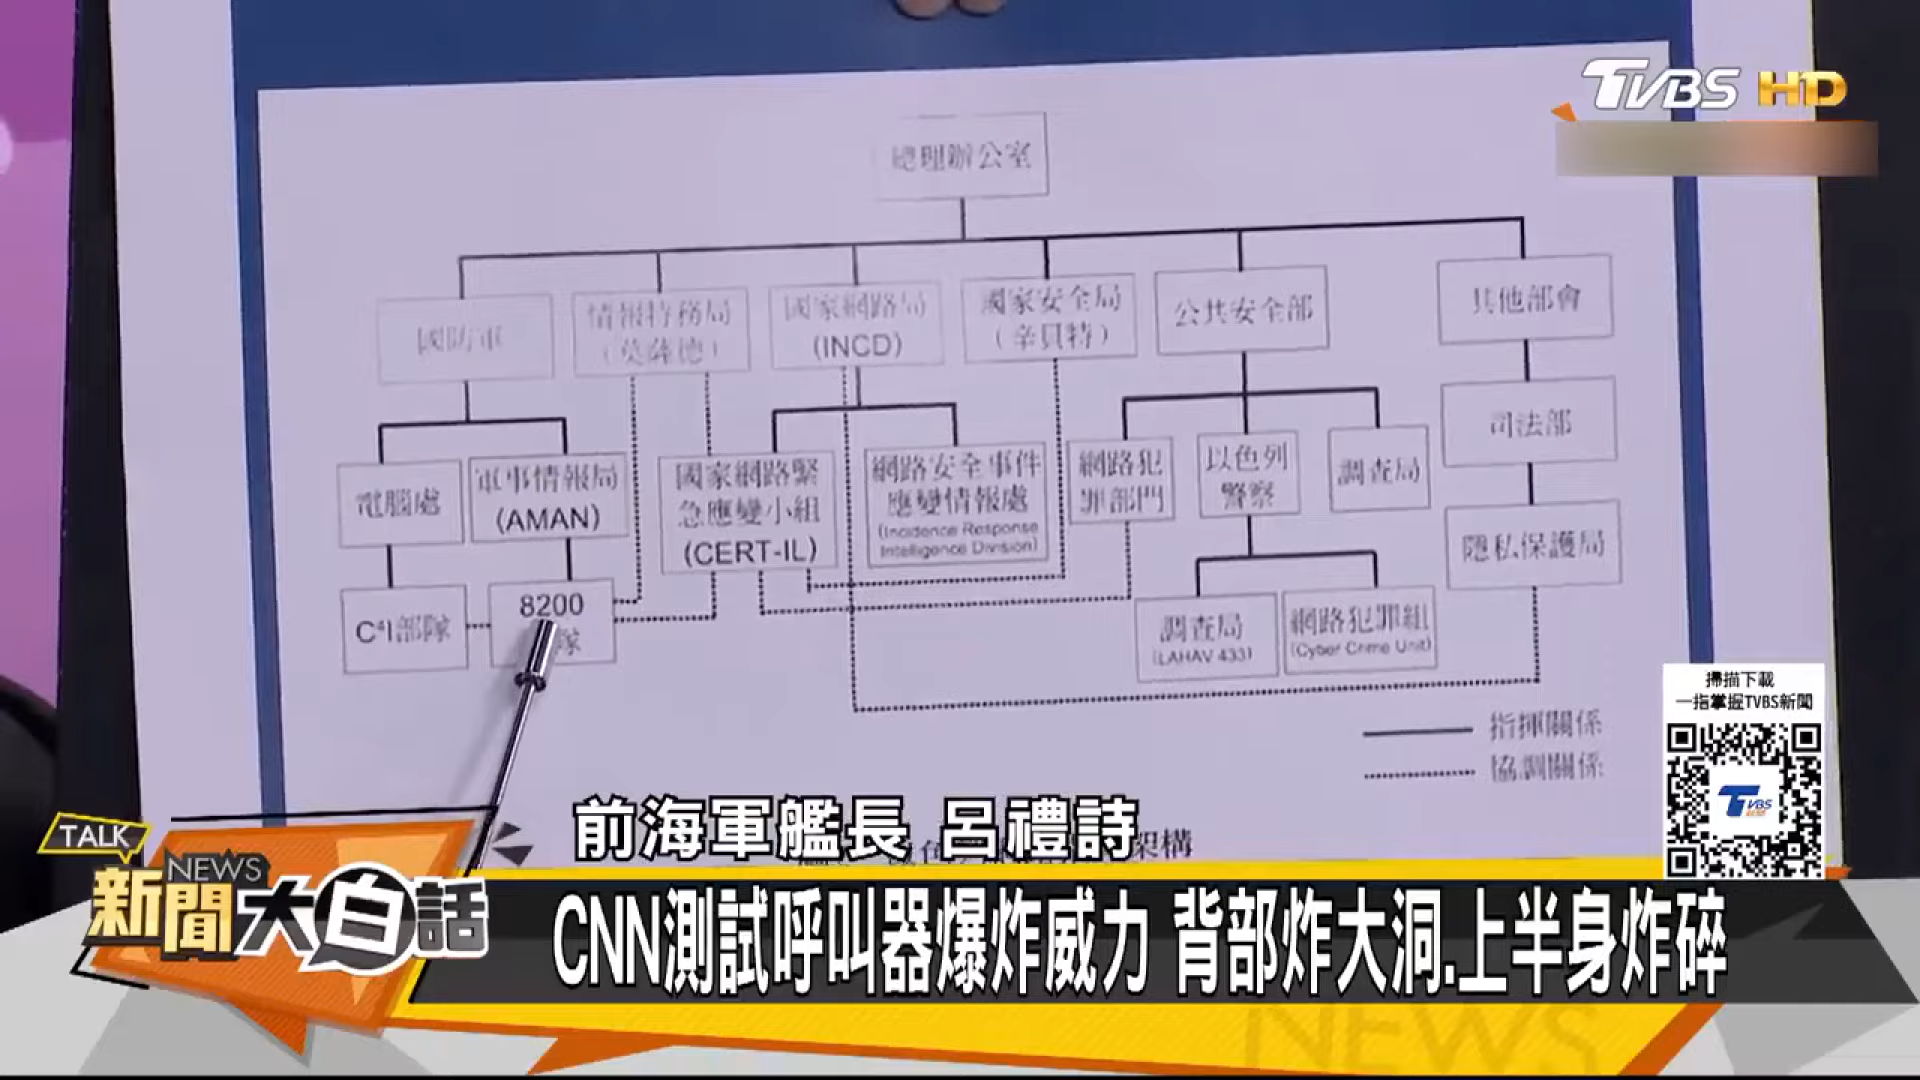 TVBS HD
總理辦公室
國防軍
情報特務局
（莫薩德）
國家網路局
(INCD)
國家安全局
（辛貝特）
公共安全部
其他部會
電腦處
軍事情報局
(AMAN)
國家網路緊
急應變小組
(CERT-IL)
網路安全事件
應變情報處
(Incidence Response
Intelligence Division)
網路犯
罪部門
以色列
警察
調查局
司法部
隱私保護局
C⁴I部隊
8200
隊
調查局
(LAHAV 433)
網路犯罪組
(Cyber Crime Unit)
指揮關係
協調關係
掃描下載
一指掌握TVBS新聞
TVBS
架構
前海軍艦長 呂禮詩
TALK
NEWS
新聞大白話
CNN測試呼叫器爆炸威力 背部炸大洞.上半身炸碎
NEWS